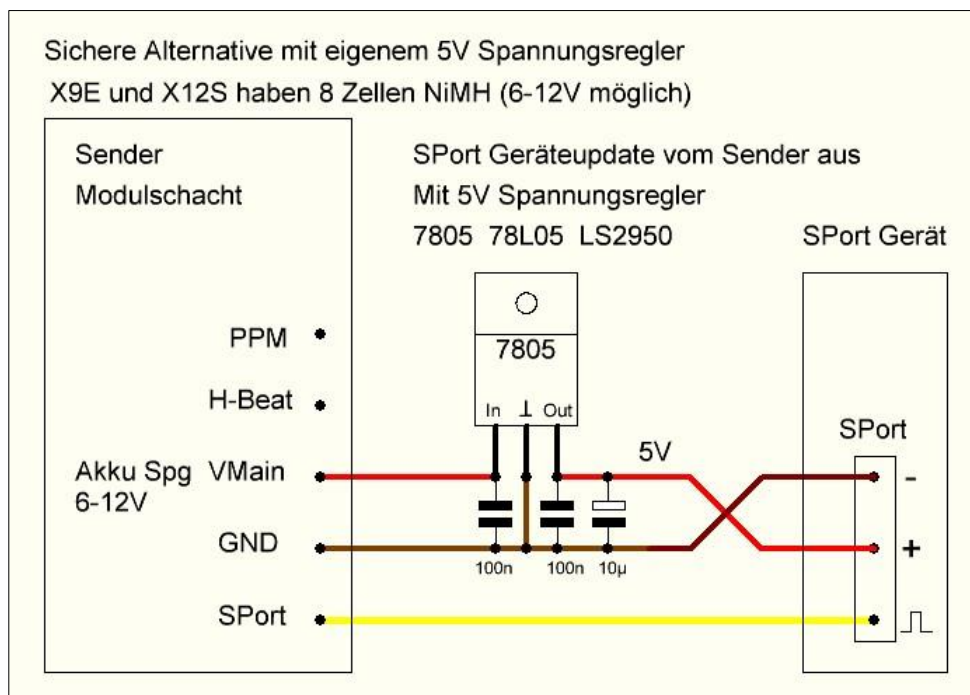 Sichere Alternative mit eigenem 5V Spannungsregler
X9E und X12S haben 8 Zellen NiMH (6-12V möglich)
Sender
Modulschacht
SPort Geräteupdate vom Sender aus
Mit 5V Spannungsregler
7805 78L05 LS2950
SPort Gerät
7805
In ⊥ Out
PPM
H-Beat
Akku Spg
6-12V
VMain
GND
SPort
5V
100n
100n
10µ
SPort
-
+